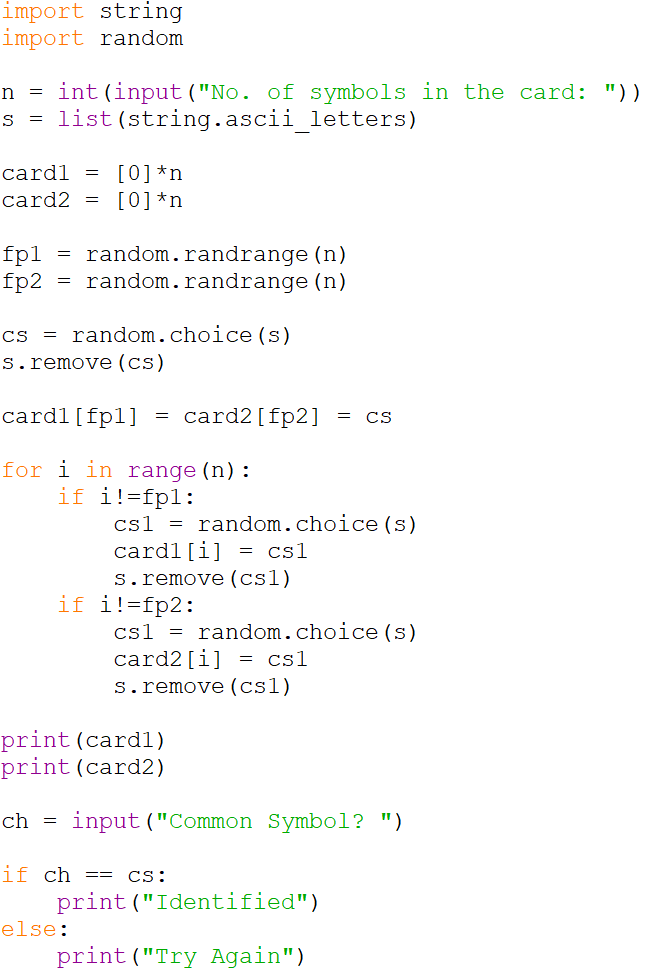 import string
import random
n = int(input("No. of symbols in the card: "))
s = list(string.ascii_letters)
card1 = [0]*n
card2 = [0]*n
fp1 = random.randrange(n)
fp2 = random.randrange(n)
cs = random.choice(s)
s.remove(cs)
card1[fp1] = card2[fp2] = cs
for i in range(n):
    if i!=fp1:
        cs1 = random.choice(s)
        card1[i] = cs1
        s.remove(cs1)
    if i!=fp2:
        cs1 = random.choice(s)
        card2[i] = cs1
        s.remove(cs1)
print(card1)
print(card2)
ch = input("Common Symbol? ")
if ch == cs:
    print("Identified")
else:
    print("Try Again")